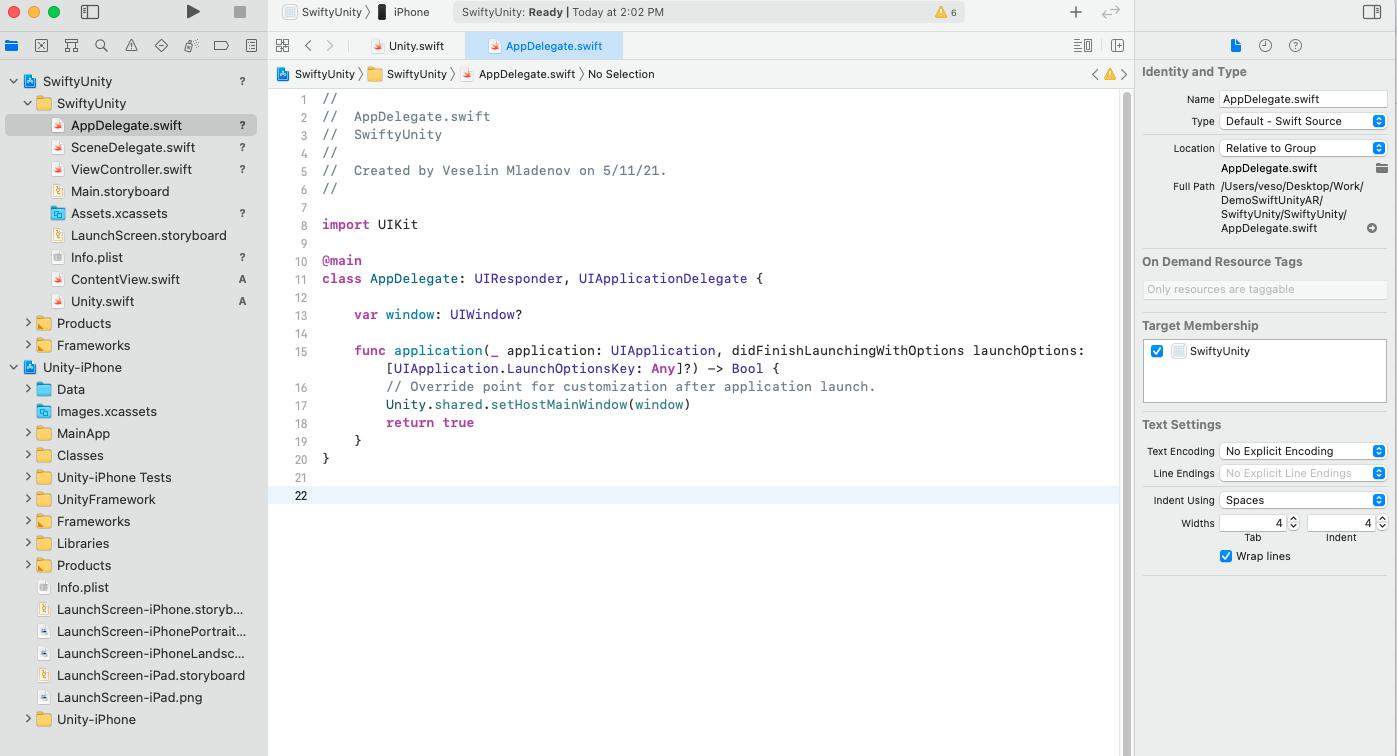 SwiftyUnity
iPhone
SwiftyUnity: Ready | Today at 2:02 PM
6
Unity.swift
AppDelegate.swift
SwiftyUnity
SwiftyUnity
AppDelegate.swift
No Selection
SwiftyUnity ?
SwiftyUnity
AppDelegate.swift ?
SceneDelegate.swift ?
ViewController.swift ?
Main.storyboard
Assets.xcassets ?
LaunchScreen.storyboard
Info.plist ?
ContentView.swift A
Unity.swift A
Products
Frameworks
Unity-iPhone
Data
Images.xcassets
MainApp
Classes
Unity-iPhone Tests
UnityFramework
Frameworks
Libraries
Products
Info.plist
LaunchScreen-iPhone.storyb...
LaunchScreen-iPhonePortrait...
LaunchScreen-iPhoneLandsc...
LaunchScreen-iPad.storyboard
LaunchScreen-iPad.png
Unity-iPhone
1 //
2 //  AppDelegate.swift
3 //  SwiftyUnity
4 //
5 //  Created by Veselin Mladenov on 5/11/21.
6 //
7
8 import UIKit
9
10 @main
11 class AppDelegate: UIResponder, UIApplicationDelegate {
12
13     var window: UIWindow?
14
15     func application(_ application: UIApplication, didFinishLaunchingWithOptions launchOptions:
[UIApplication.LaunchOptionsKey: Any]?) -> Bool {
16         // Override point for customization after application launch.
17         Unity.shared.setHostMainWindow(window)
18         return true
19     }
20 }
21
22
Identity and Type
Name AppDelegate.swift
Type Default - Swift Source
Location Relative to Group
AppDelegate.swift
Full Path /Users/veso/Desktop/Work/
DemoSwiftUnityAR/
SwiftyUnity/SwiftyUnity/
AppDelegate.swift
On Demand Resource Tags
Only resources are taggable
Target Membership
SwiftyUnity
Text Settings
Text Encoding No Explicit Encoding
Line Endings No Explicit Line Endings
Indent Using Spaces
Widths 4 4
Tab Indent
Wrap lines